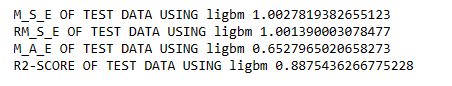 M_S_E OF TEST DATA USING ligbm 1.0027819382655123
RM_S_E OF TEST DATA USING ligbm 1.001390003078477
M_A_E OF TEST DATA USING ligbm 0.6527965020658273
R2-SCORE OF TEST DATA USING ligbm 0.8875436266775228